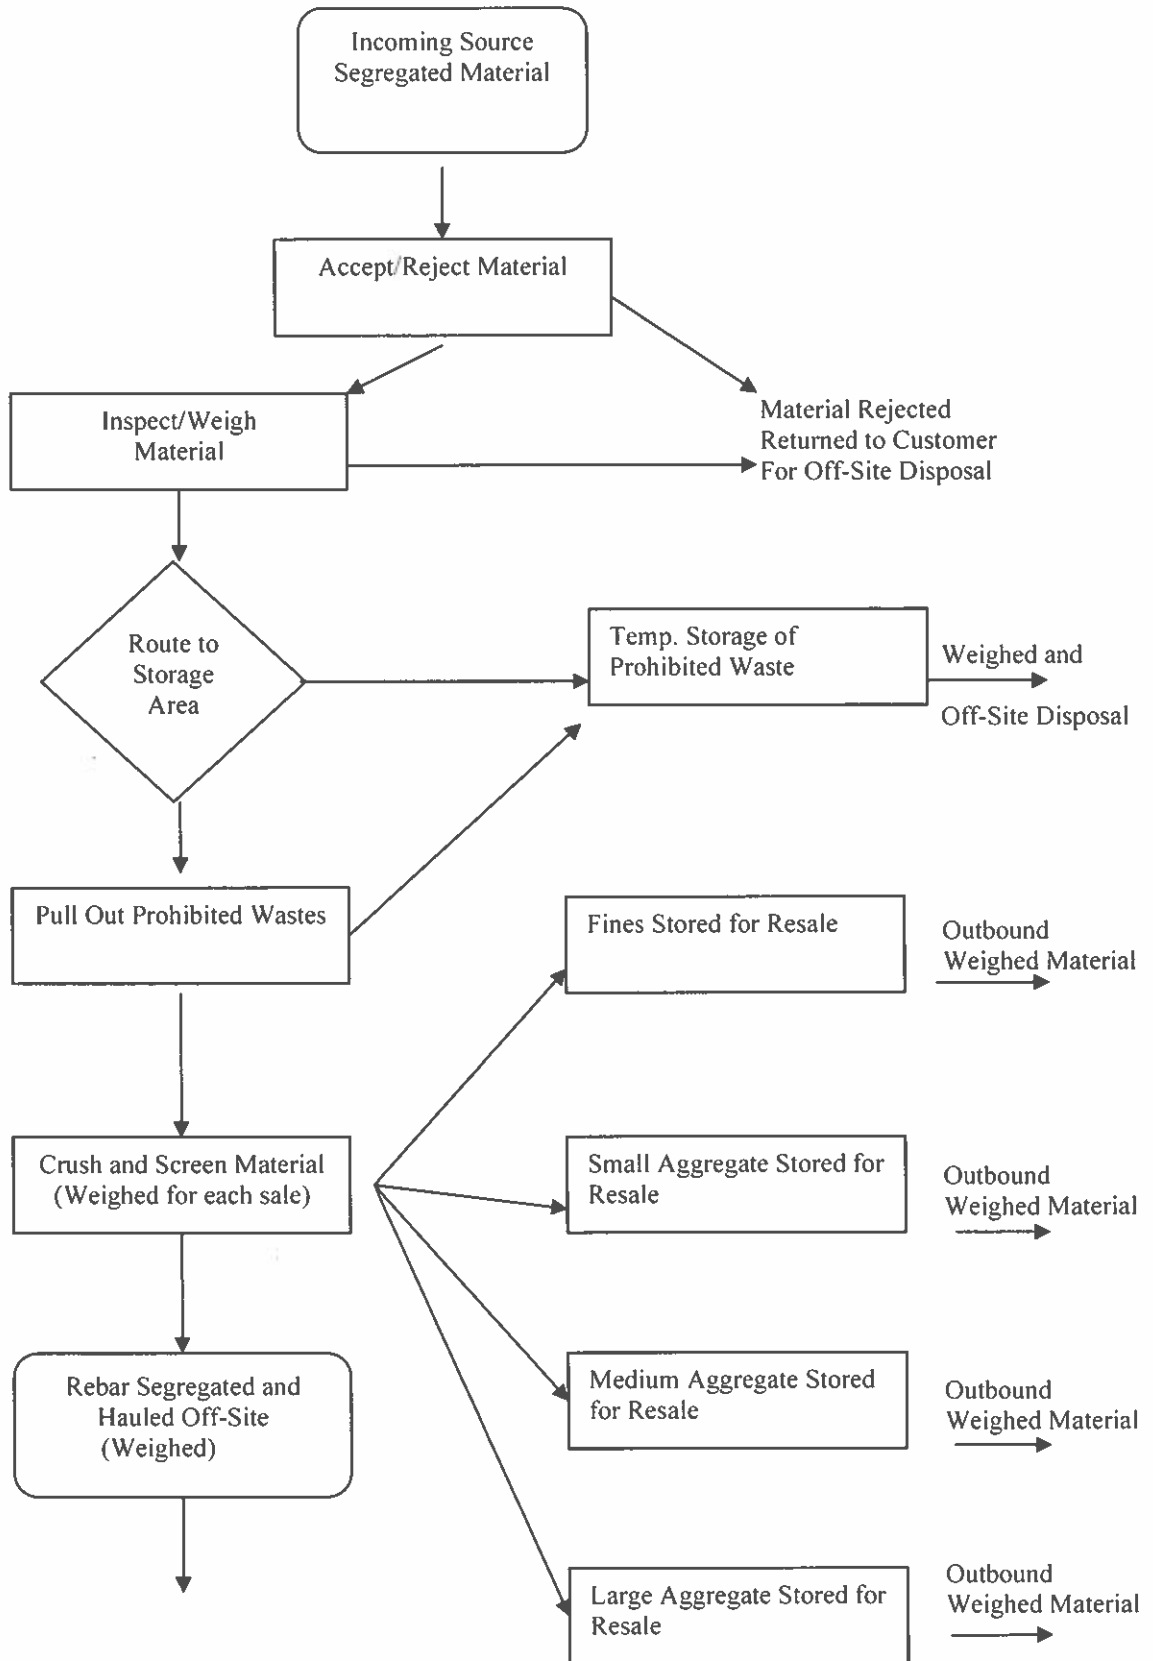 Incoming Source
Segregated Material
Accept/Reject Material
Inspect/Weigh
Material
Material Rejected
Returned to Customer
For Off-Site Disposal
Route to
Storage
Area
Temp. Storage of
Prohibited Waste
Weighed and
Off-Site Disposal
Pull Out Prohibited Wastes
Fines Stored for Resale
Outbound
Weighed Material
Crush and Screen Material
(Weighed for each sale)
Small Aggregate Stored for
Resale
Outbound
Weighed Material
Rebar Segregated and
Hauled Off-Site
(Weighed)
Medium Aggregate Stored
for Resale
Outbound
Weighed Material
Large Aggregate Stored for
Resale
Outbound
Weighed Material